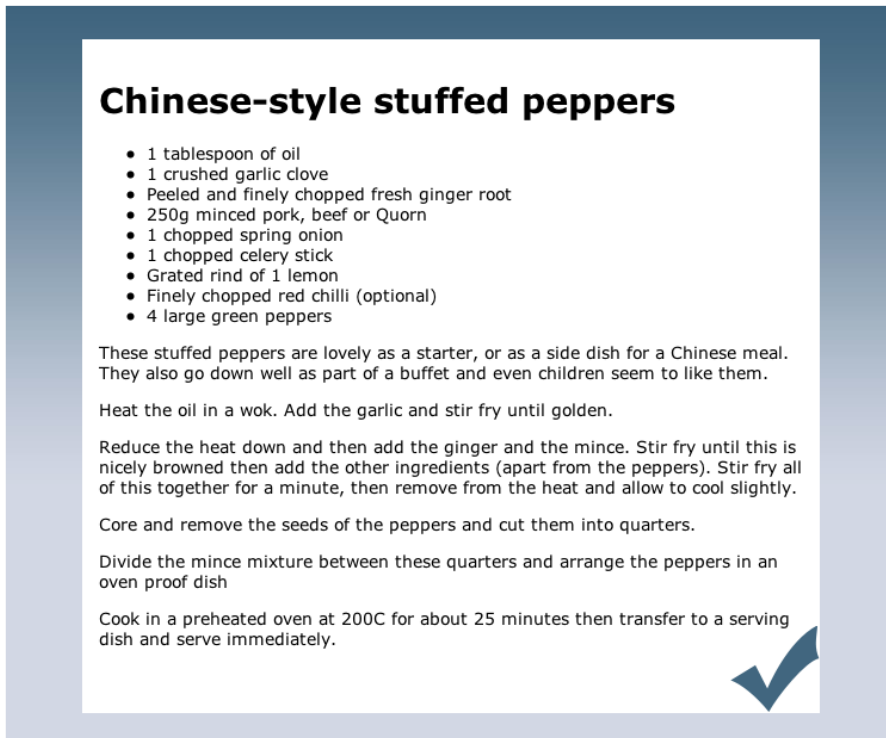 Chinese-style stuffed peppers
• 1 tablespoon of oil
• 1 crushed garlic clove
• Peeled and finely chopped fresh ginger root
• 250g minced pork, beef or Quorn
• 1 chopped spring onion
• 1 chopped celery stick
• Grated rind of 1 lemon
• Finely chopped red chilli (optional)
• 4 large green peppers
These stuffed peppers are lovely as a starter, or as a side dish for a Chinese meal.
They also go down well as part of a buffet and even children seem to like them.
Heat the oil in a wok. Add the garlic and stir fry until golden.
Reduce the heat down and then add the ginger and the mince. Stir fry until this is
nicely browned then add the other ingredients (apart from the peppers). Stir fry all
of this together for a minute, then remove from the heat and allow to cool slightly.
Core and remove the seeds of the peppers and cut them into quarters.
Divide the mince mixture between these quarters and arrange the peppers in an
oven proof dish
Cook in a preheated oven at 200C for about 25 minutes then transfer to a serving
dish and serve immediately.